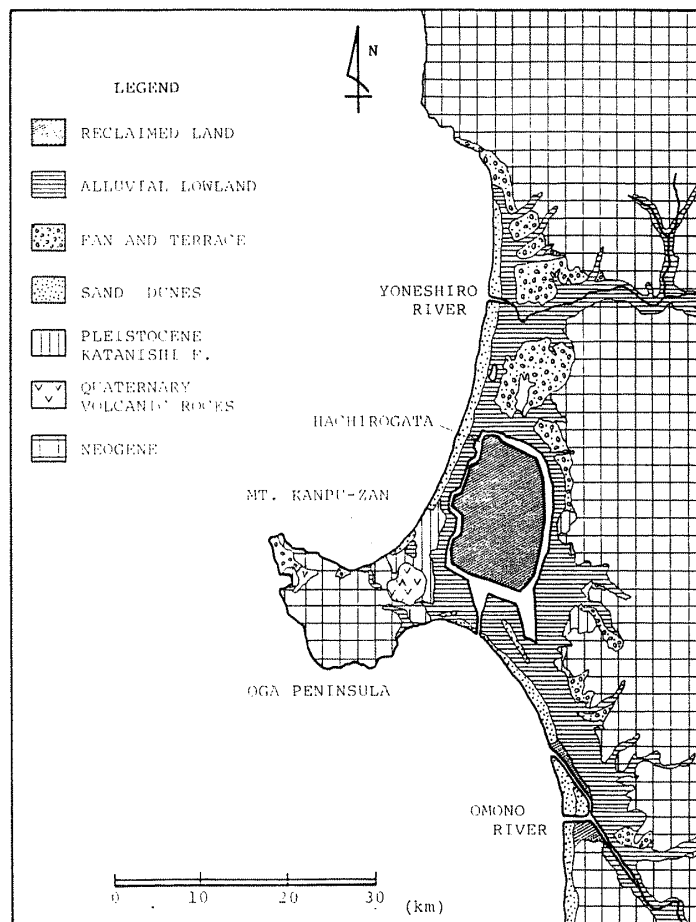 N
LEGEND
RECLAIMED LAND
ALLUVIAL LOWLAND
FAN AND TERRACE
SAND DUNES
PLEISTOCENE
KATANISHI F.
QUATERNARY
VOLCANIC ROCKS
NEOGENE
YONESHIRO
RIVER
HACHIROGATA
MT. KANPU-ZAN
OGA PENINSULA
OMONO
RIVER
0 10 20 30 (km)